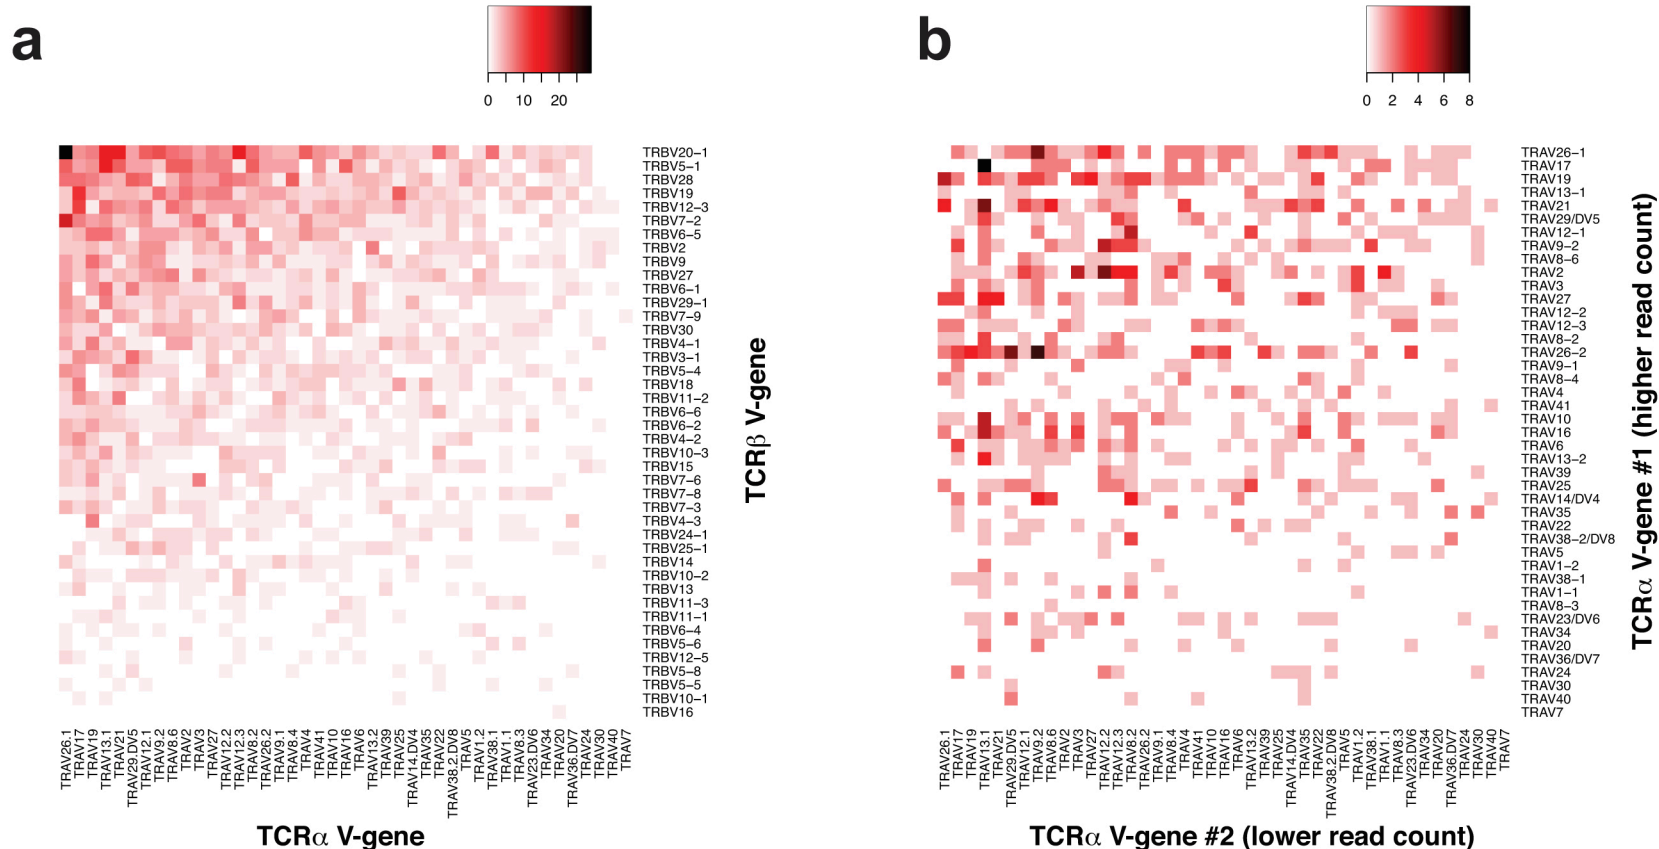 a
0 10 20
TRBV20−1
TRBV5−1
TRBV28
TRBV19
TRBV12−3
TRBV7−2
TRBV6−5
TRBV2
TRBV9
TRBV27
TRBV6−1
TRBV29−1
TRBV7−9
TRBV30
TRBV4−1
TRBV3−1
TRBV5−4
TRBV18
TRBV11−2
TRBV6−6
TRBV6−2
TRBV4−2
TRBV10−3
TRBV15
TRBV7−6
TRBV7−8
TRBV7−3
TRBV4−3
TRBV24−1
TRBV25−1
TRBV14
TRBV10−2
TRBV13
TRBV11−3
TRBV11−1
TRBV6−4
TRBV5−6
TRBV12−5
TRBV5−8
TRBV5−5
TRBV10−1
TRBV16
TCRβ V-gene
TRAV26.1
TRAV17
TRAV19
TRAV13.1
TRAV21
TRAV29.DV5
TRAV12.1
TRAV9.2
TRAV8.6
TRAV2
TRAV3
TRAV27
TRAV12.2
TRAV12.3
TRAV8.2
TRAV26.2
TRAV9.1
TRAV8.4
TRAV4
TRAV41
TRAV10
TRAV16
TRAV6
TRAV13.2
TRAV39
TRAV25
TRAV14.DV4
TRAV35
TRAV22
TRAV38.2.DV8
TRAV5
TRAV1.2
TRAV38.1
TRAV1.1
TRAV8.3
TRAV23.DV6
TRAV34
TRAV20
TRAV36.DV7
TRAV24
TRAV30
TRAV40
TRAV7
TCRα V-gene
b
0 2 4 6 8
TRAV26−1
TRAV17
TRAV19
TRAV13−1
TRAV21
TRAV29/DV5
TRAV12−1
TRAV9−2
TRAV8−6
TRAV2
TRAV3
TRAV27
TRAV12−2
TRAV12−3
TRAV8−2
TRAV26−2
TRAV9−1
TRAV8−4
TRAV4
TRAV41
TRAV10
TRAV16
TRAV6
TRAV13−2
TRAV39
TRAV25
TRAV14/DV4
TRAV35
TRAV22
TRAV38−2/DV8
TRAV5
TRAV1−2
TRAV38−1
TRAV1−1
TRAV8−3
TRAV23/DV6
TRAV34
TRAV20
TRAV36/DV7
TRAV24
TRAV30
TRAV40
TRAV7
TCRα V-gene #1 (higher read count)
TRAV26.1
TRAV17
TRAV19
TRAV13.1
TRAV21
TRAV29.DV5
TRAV12.1
TRAV9.2
TRAV8.6
TRAV2
TRAV3
TRAV27
TRAV12.2
TRAV12.3
TRAV8.2
TRAV26.2
TRAV9.1
TRAV8.4
TRAV4
TRAV41
TRAV10
TRAV16
TRAV6
TRAV13.2
TRAV39
TRAV25
TRAV14.DV4
TRAV35
TRAV22
TRAV38.2.DV8
TRAV5
TRAV1.2
TRAV38.1
TRAV1.1
TRAV8.3
TRAV23.DV6
TRAV34
TRAV20
TRAV36.DV7
TRAV24
TRAV30
TRAV40
TRAV7
TCRα V-gene #2 (lower read count)